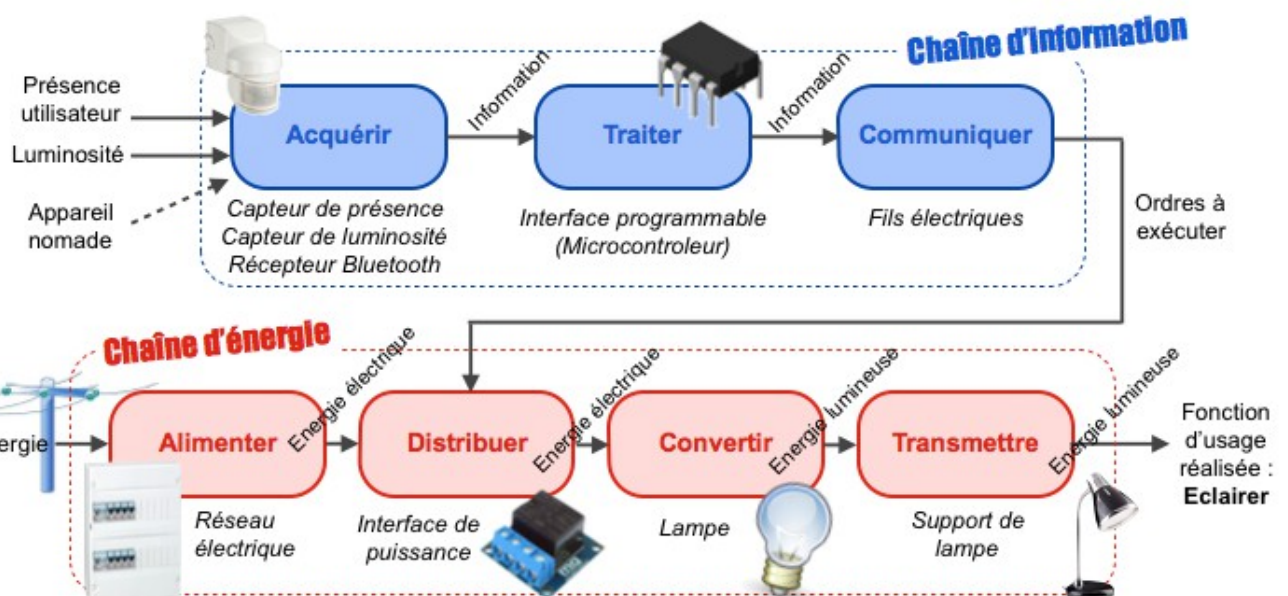 Chaîne d'information
Présence
utilisateur
Luminosité
Appareil
nomade
Acquérir
Information
Traiter
Information
Communiquer
Capteur de présence
Capteur de luminosité
Récepteur Bluetooth
Interface programmable
(Microcontroleur)
Fils électriques
Ordres à
exécuter
Chaîne d'énergie
ergie
Alimenter
Energie électrique
Distribuer
Energie électrique
Convertir
Energie lumineuse
Transmettre
Energie lumineuse
Fonction
d'usage
réalisée :
Eclairer
Réseau
électrique
Interface de
puissance
Lampe
Support de
lampe